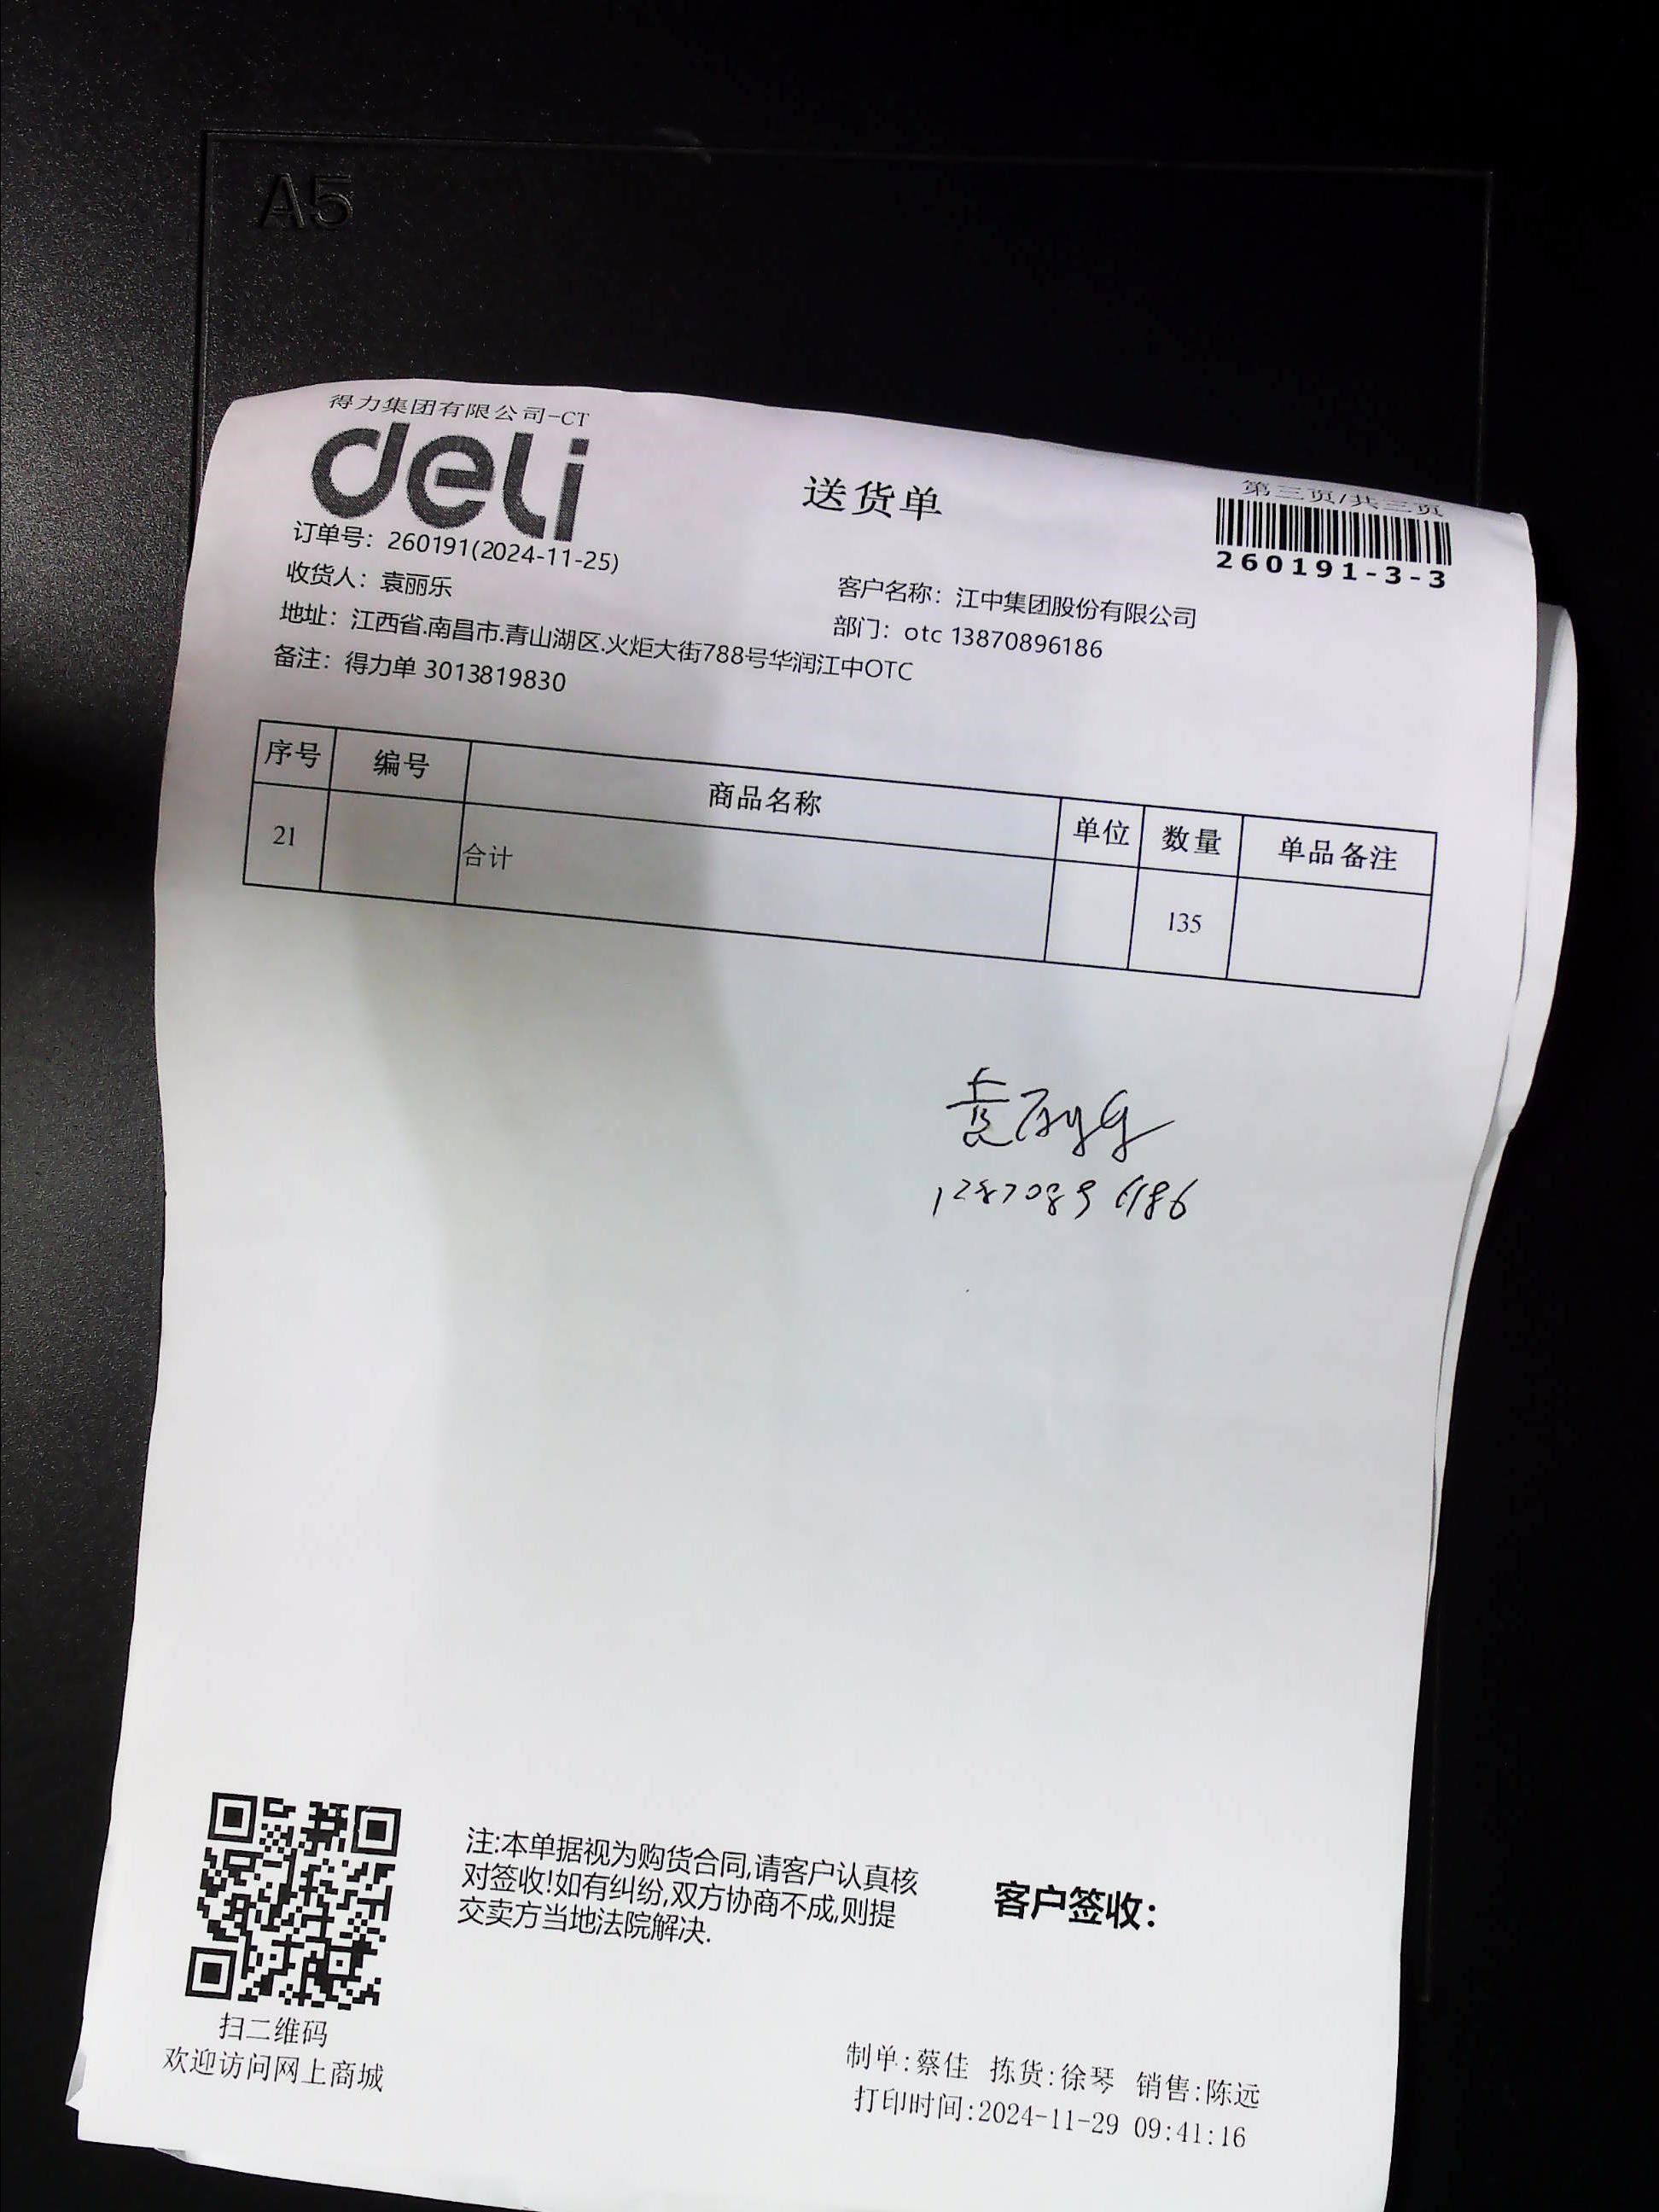 A5
得力集团有限公司-CT
deli
送货单
第三页/共三页
260191-3-3
订单号：260191(2024-11-25)
收货人：袁丽乐
客户名称：江中集团股份有限公司
地址：江西省.南昌市.青山湖区.火炬大街788号华润江中OTC
部门：otc 13870896186
备注：得力单 3013819830
序号 编号 商品名称 单位 数量 单品备注
21 合计 135
袁丽乐
13870896186
注:本单据视为购货合同,请客户认真核
对签收!如有纠纷,双方协商不成,则提
交卖方当地法院解决.
客户签收：
扫二维码
欢迎访问网上商城
制单:蔡佳 拣货:徐琴 销售:陈远
打印时间:2024-11-29 09:41:16